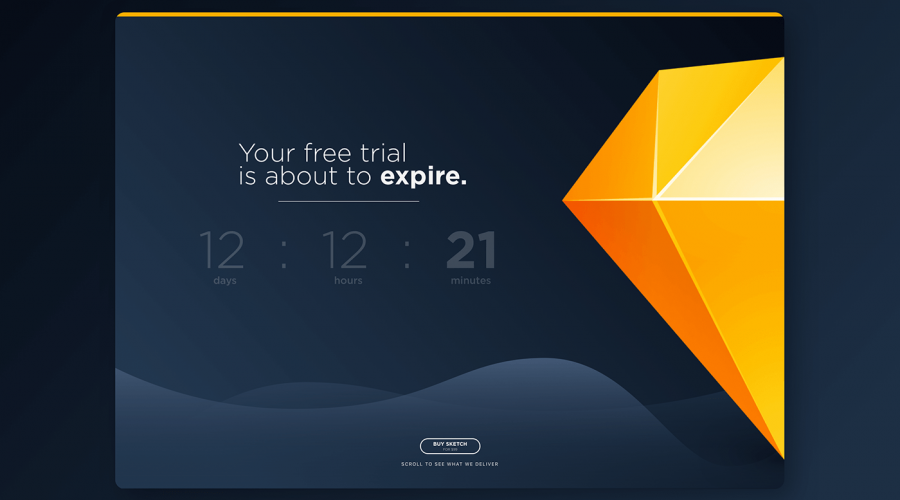 Your free trial
is about to expire.
12 : 12 : 21
days hours minutes
BUY SKETCH
SCROLL TO SEE WHAT WE DELIVER